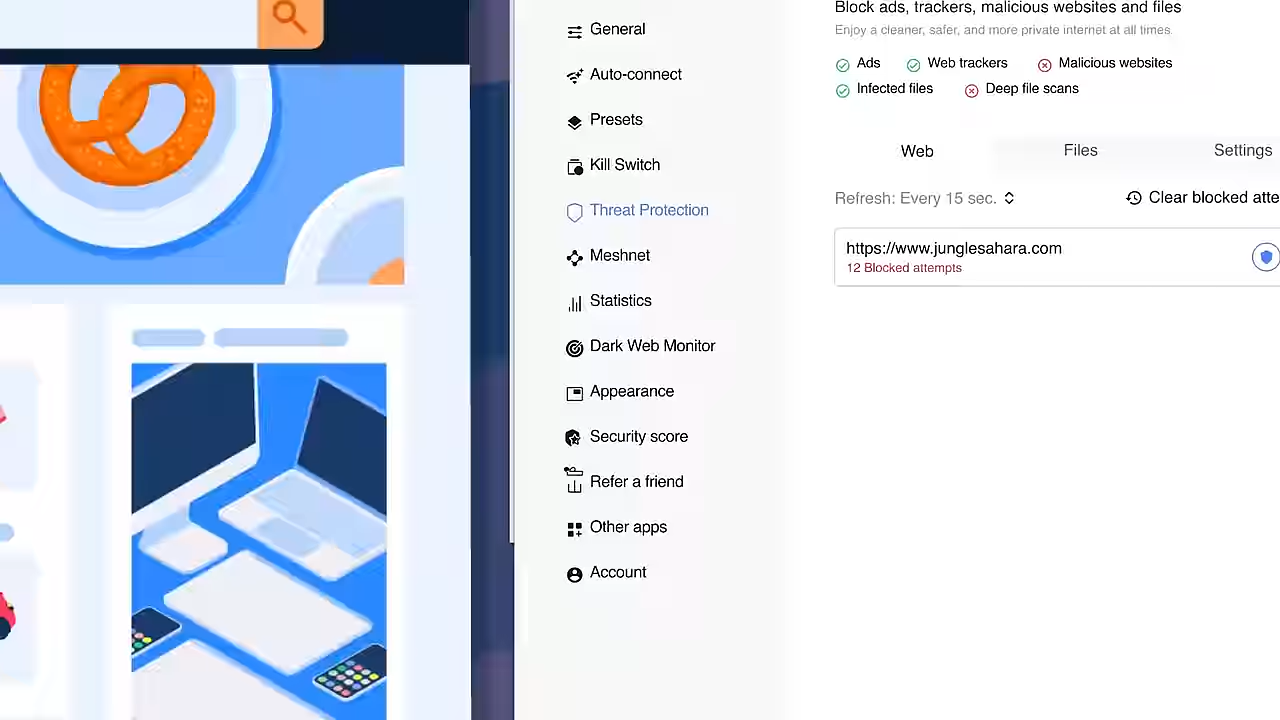 General
Auto-connect
Presets
Kill Switch
Threat Protection
Meshnet
Statistics
Dark Web Monitor
Appearance
Security score
Refer a friend
Other apps
Account
Block ads, trackers, malicious websites and files
Enjoy a cleaner, safer, and more private internet at all times.
Ads Web trackers Malicious websites
Infected files Deep file scans
Web Files Settings
Refresh: Every 15 sec. Clear blocked atte
https://www.junglesahara.com
12 Blocked attempts